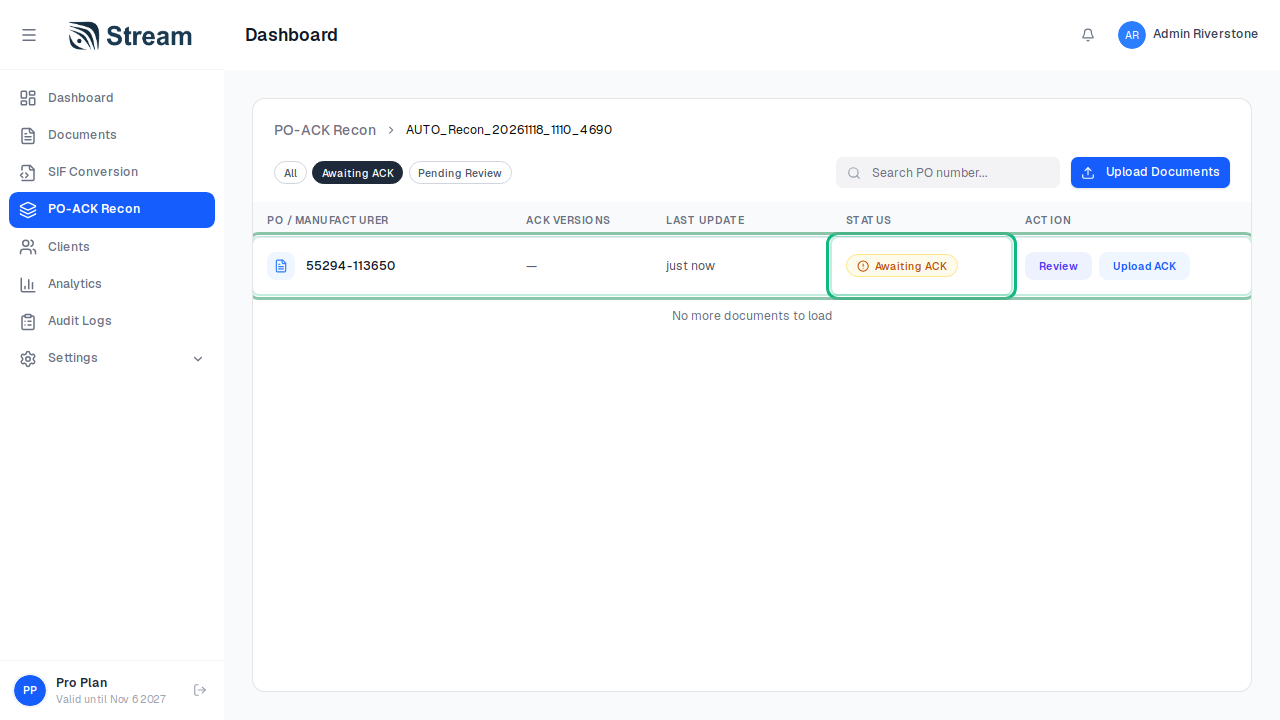 Stream
Dashboard
AR
Admin Riverstone
Dashboard
Documents
SIF Conversion
PO-ACK Recon
Clients
Analytics
Audit Logs
Settings
PO-ACK Recon
AUTO_Recon_20261118_1110_4690
All
Awaiting ACK
Pending Review
Search PO number...
Upload Documents
PO / MANUFACTURER
ACK VERSIONS
LAST UPDATE
STATUS
ACTION
55294-113650
—
just now
Awaiting ACK
Review
Upload ACK
No more documents to load
PP
Pro Plan
Valid until Nov 6 2027